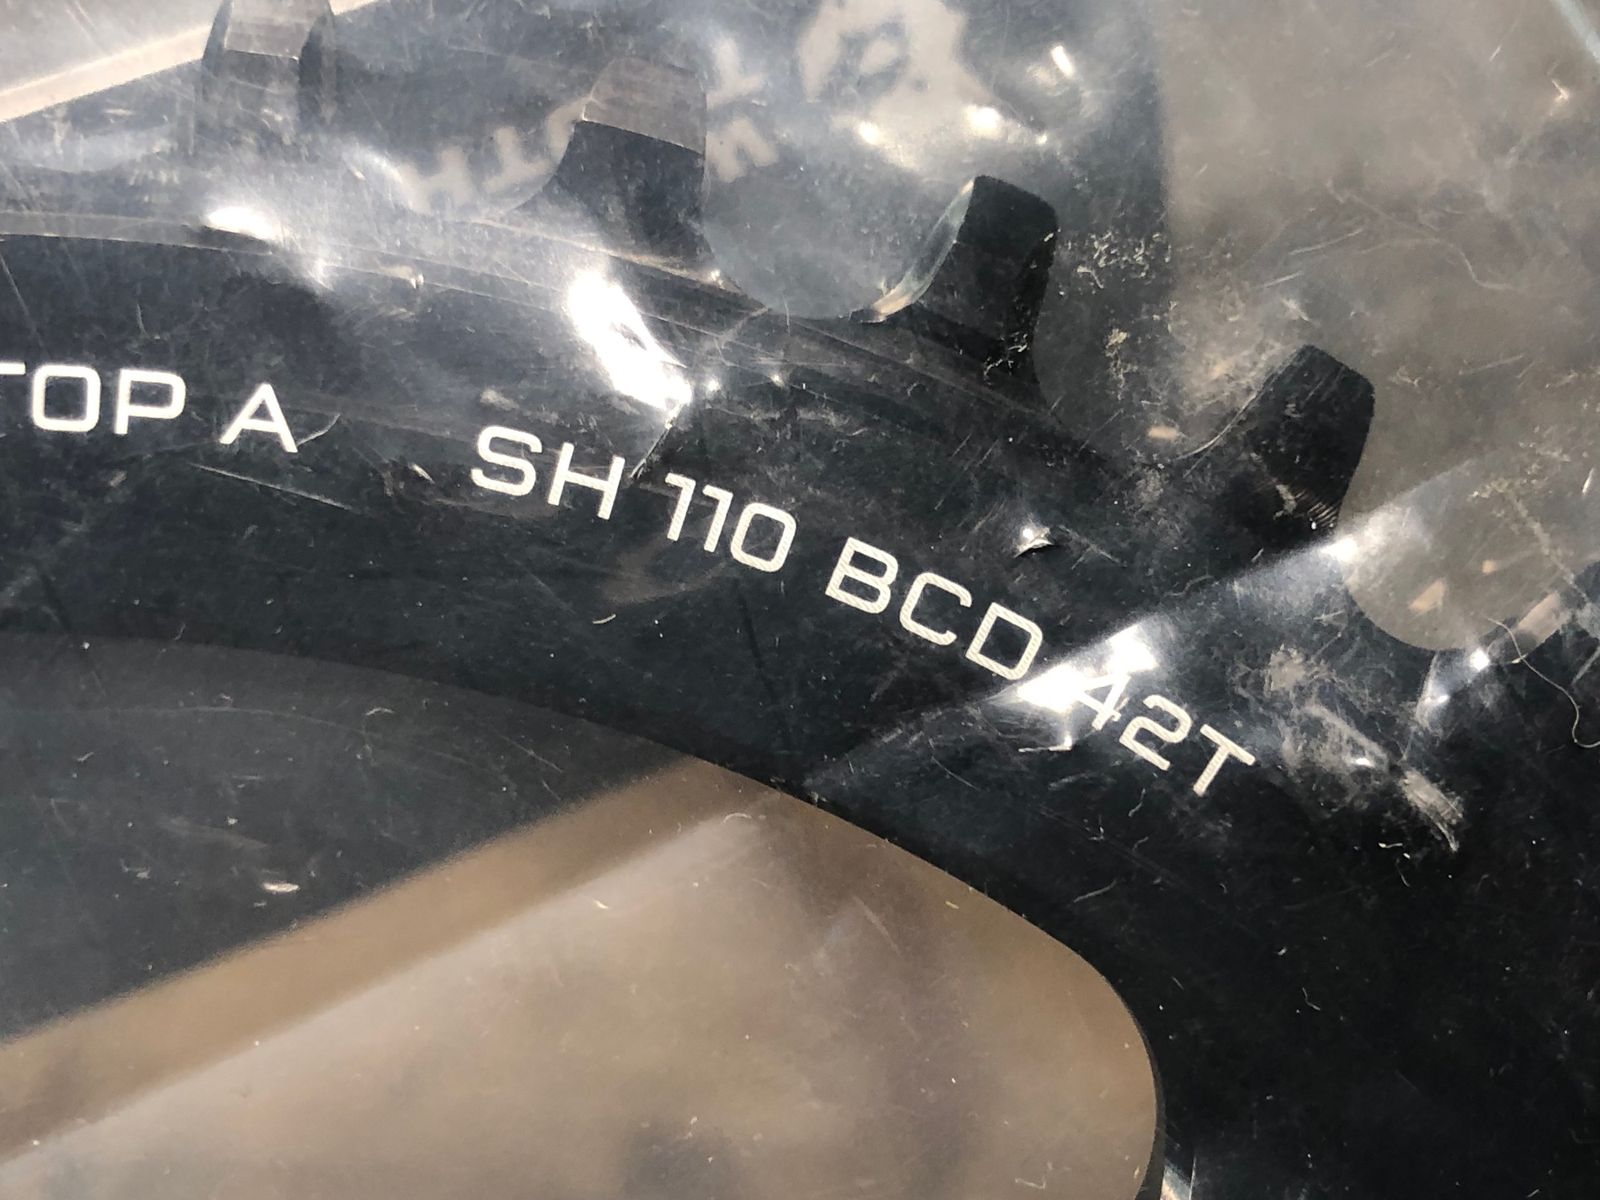 TOP A SH 110 BCD 42T